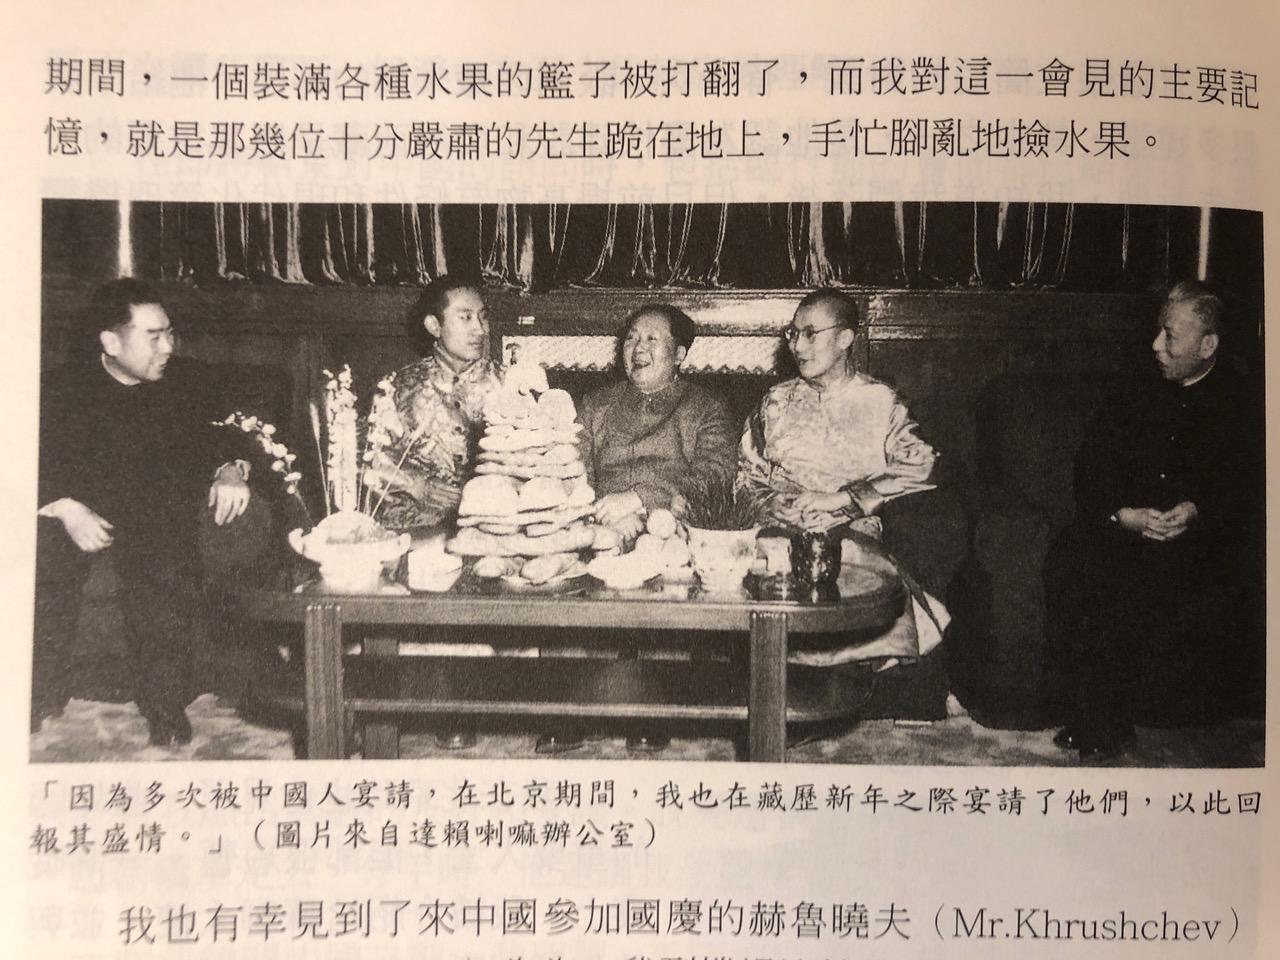 期間，一個裝滿各種水果的籃子被打翻了，而我對這一會見的主要記
憶，就是那幾位十分嚴肅的先生跪在地上，手忙腳亂地撿水果。
「因為多次被中國人宴請，在北京期間，我也在藏歷新年之際宴請了他們，以此回
報其盛情。」（圖片來自達賴喇嘛辦公室）
我也有幸見到了來中國參加國慶的赫魯曉夫（Mr.Khrushchev）